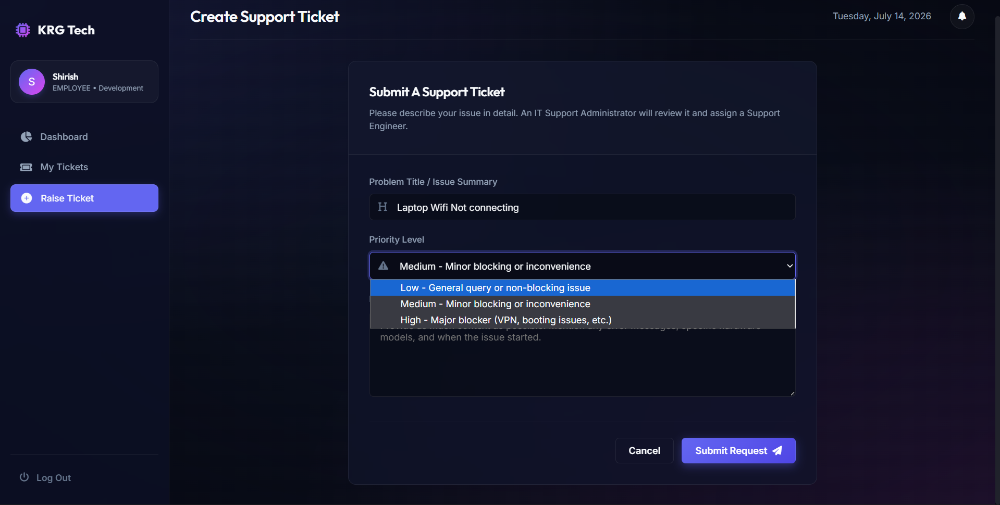 KRG Tech
S
Shirish
EMPLOYEE • Development
Dashboard
My Tickets
Raise Ticket
Log Out
Create Support Ticket
Tuesday, July 14, 2026
Submit A Support Ticket
Please describe your issue in detail. An IT Support Administrator will review it and assign a Support
Engineer.
Problem Title / Issue Summary
Laptop Wifi Not connecting
Priority Level
Medium - Minor blocking or inconvenience
Low - General query or non-blocking issue
Medium - Minor blocking or inconvenience
High - Major blocker (VPN, booting issues, etc.)
models, and when the issue started.
Cancel
Submit Request